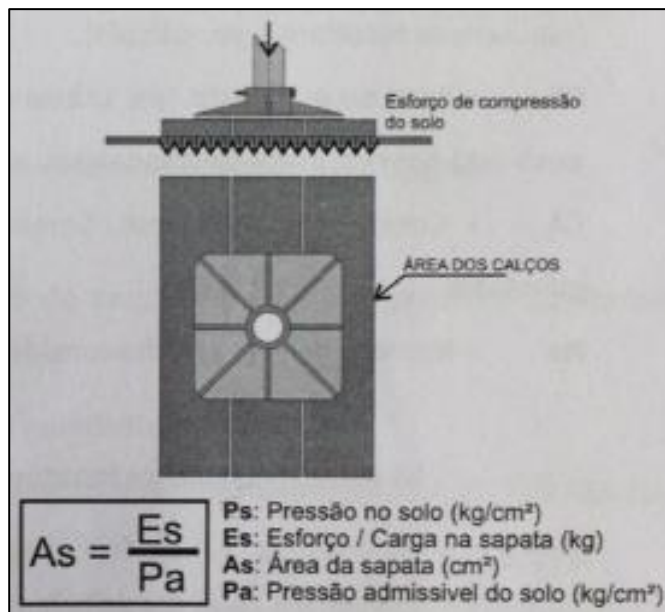 Esforço de compressão
do solo
ÁREA DOS CALÇOS
As = Es / Pa
Ps: Pressão no solo (kg/cm²)
Es: Esforço / Carga na sapata (kg)
As: Área da sapata (cm²)
Pa: Pressão admissivel do solo (kg/cm²)